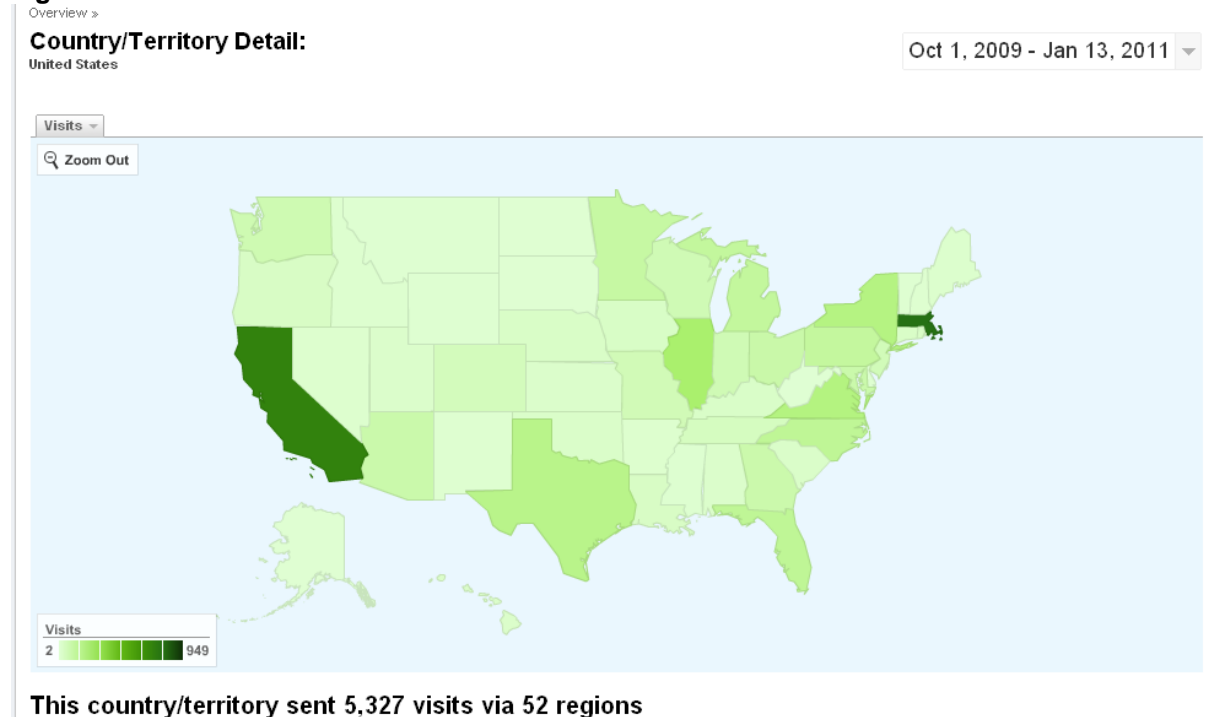 Overview »
Country/Territory Detail:
United States
Oct 1, 2009 - Jan 13, 2011
Visits
Zoom Out
Visits
2 949
This country/territory sent 5,327 visits via 52 regions